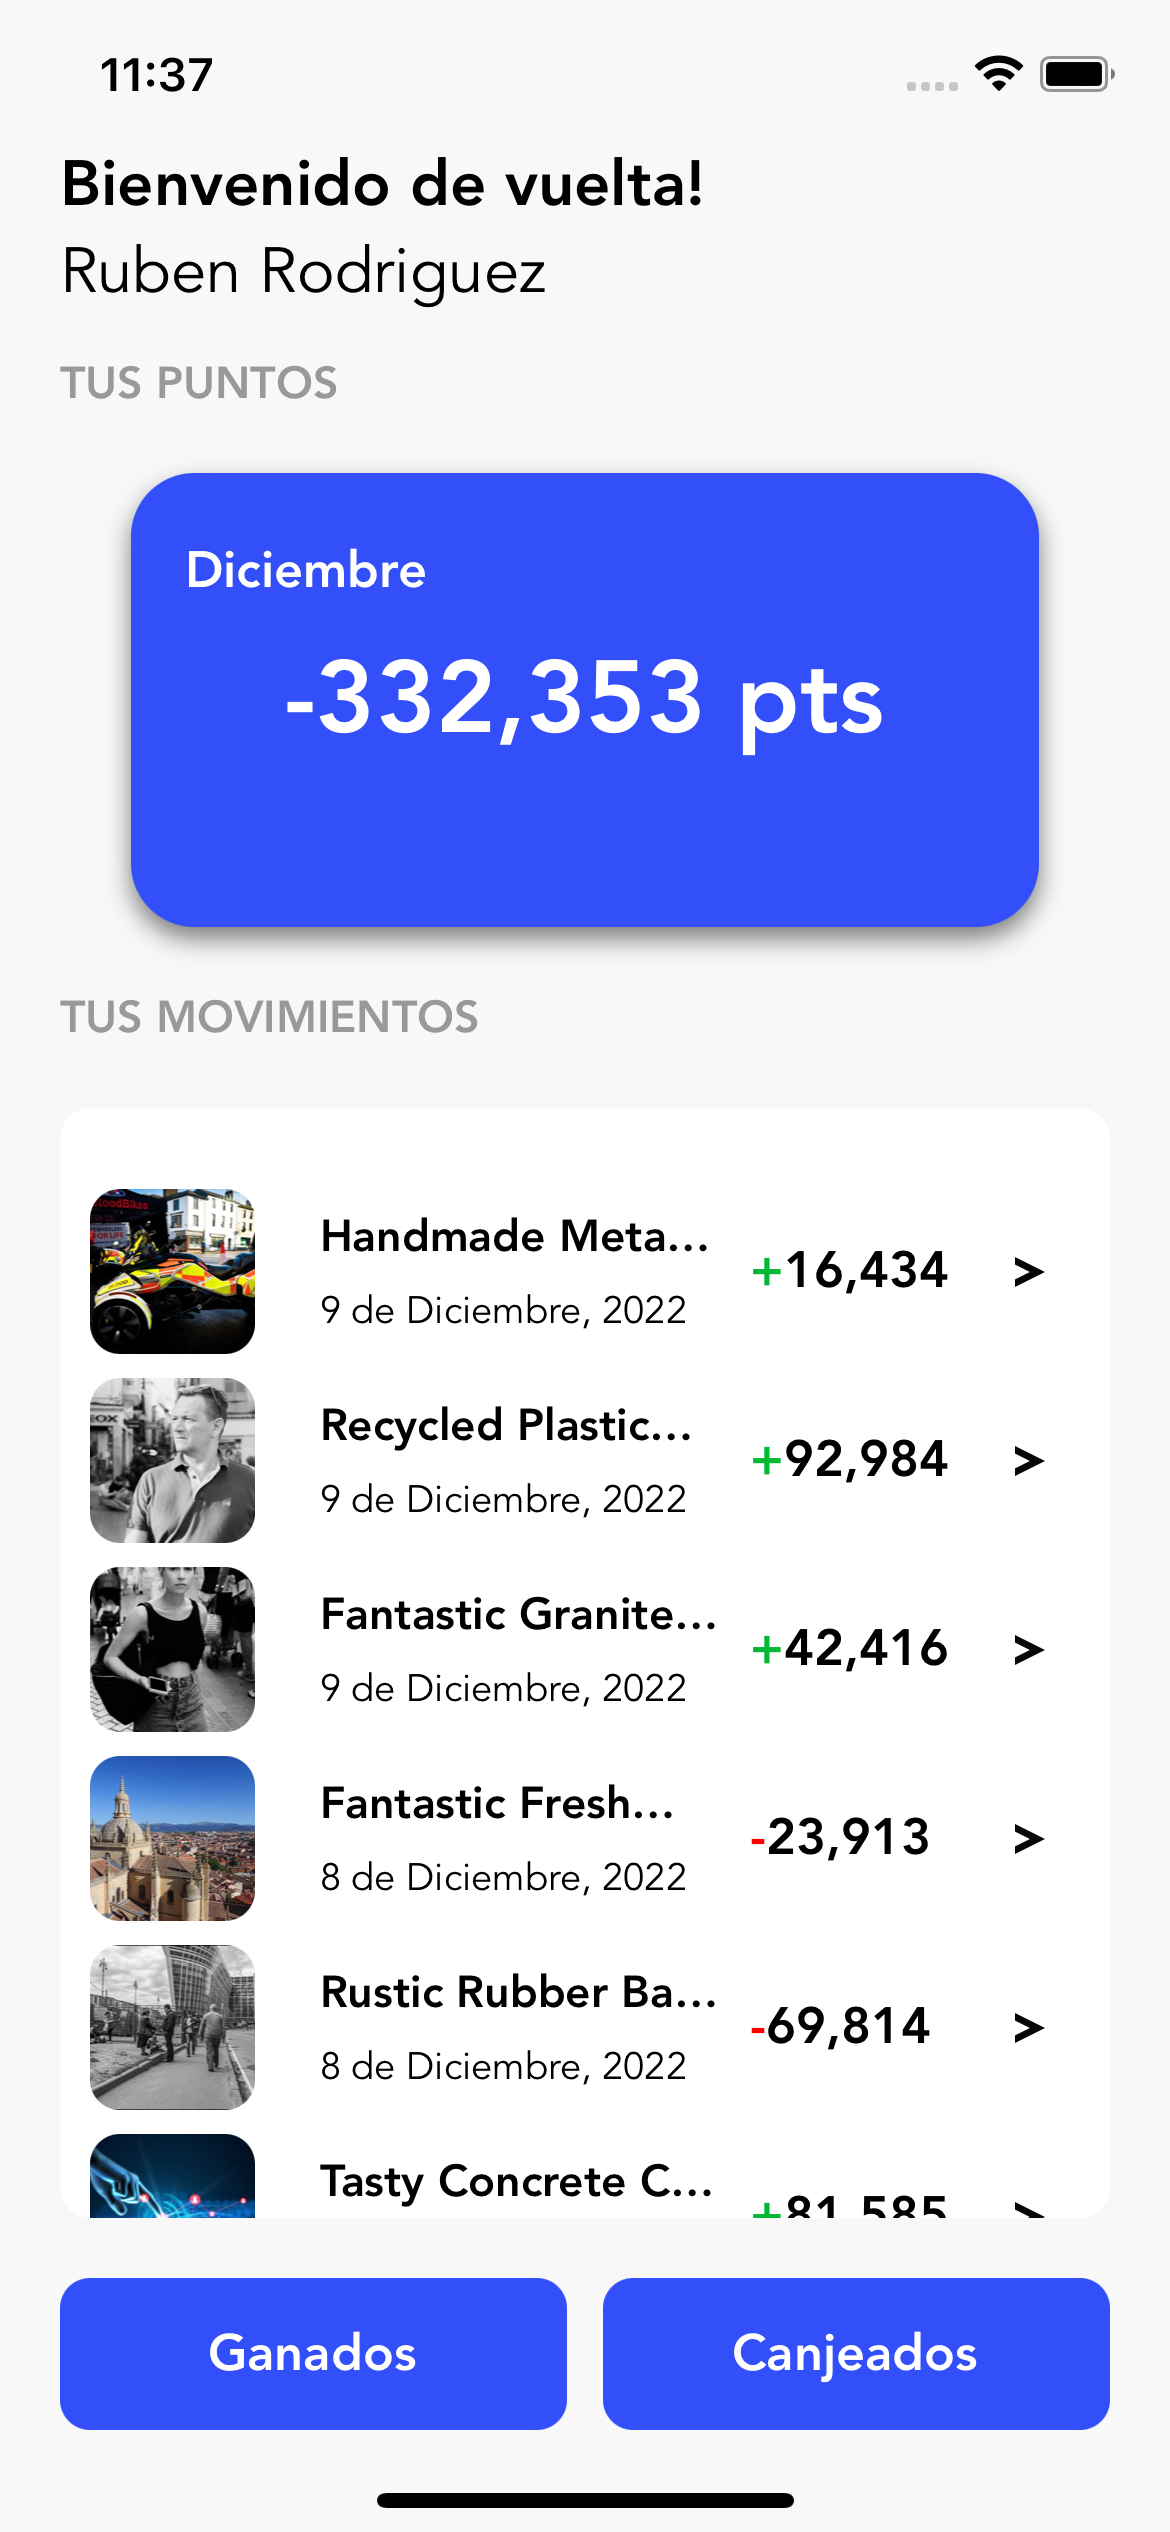 11:37
Bienvenido de vuelta!
Ruben Rodriguez
TUS PUNTOS
Diciembre
-332,353 pts
TUS MOVIMIENTOS
Handmade Meta...
9 de Diciembre, 2022
+16,434 >
Recycled Plastic...
9 de Diciembre, 2022
+92,984 >
Fantastic Granite...
9 de Diciembre, 2022
+42,416 >
Fantastic Fresh...
8 de Diciembre, 2022
-23,913 >
Rustic Rubber Ba...
8 de Diciembre, 2022
-69,814 >
Tasty Concrete C...
+81,585 >
Ganados
Canjeados